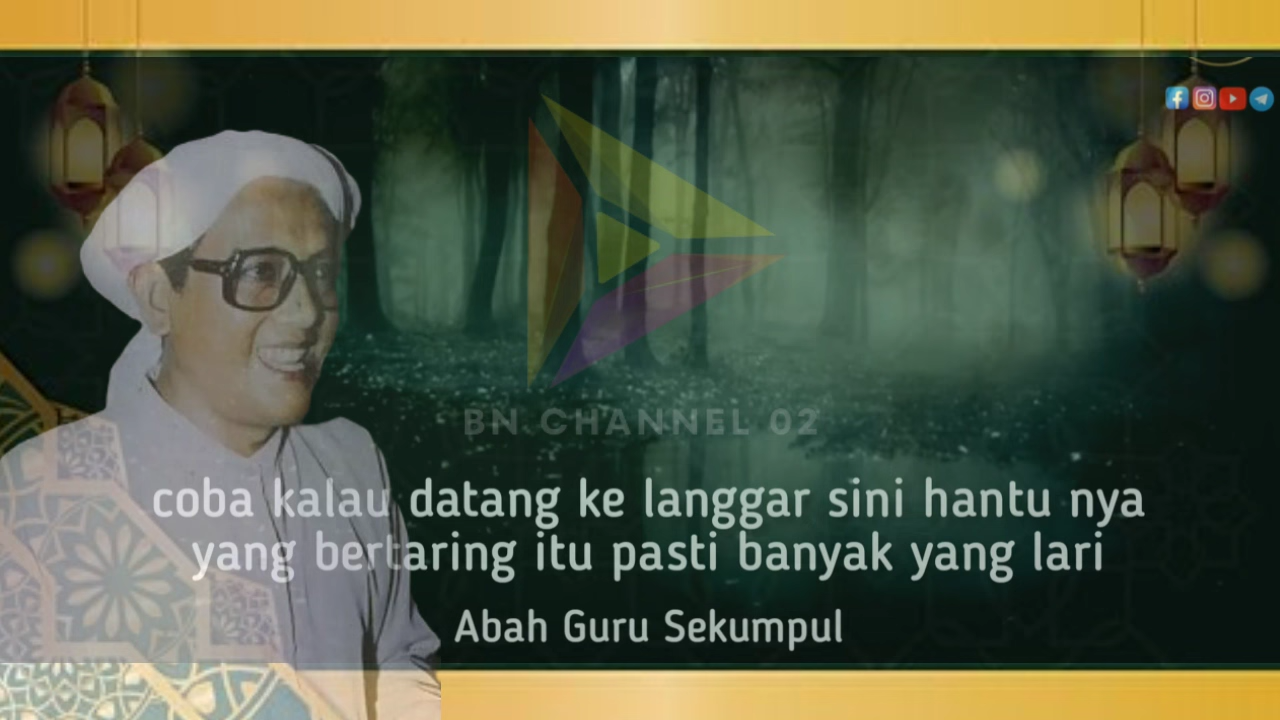 BN CHANNEL 02
coba kalau datang ke langgar sini hantu nya
yang bertaring itu pasti banyak yang lari
Abah Guru Sekumpul